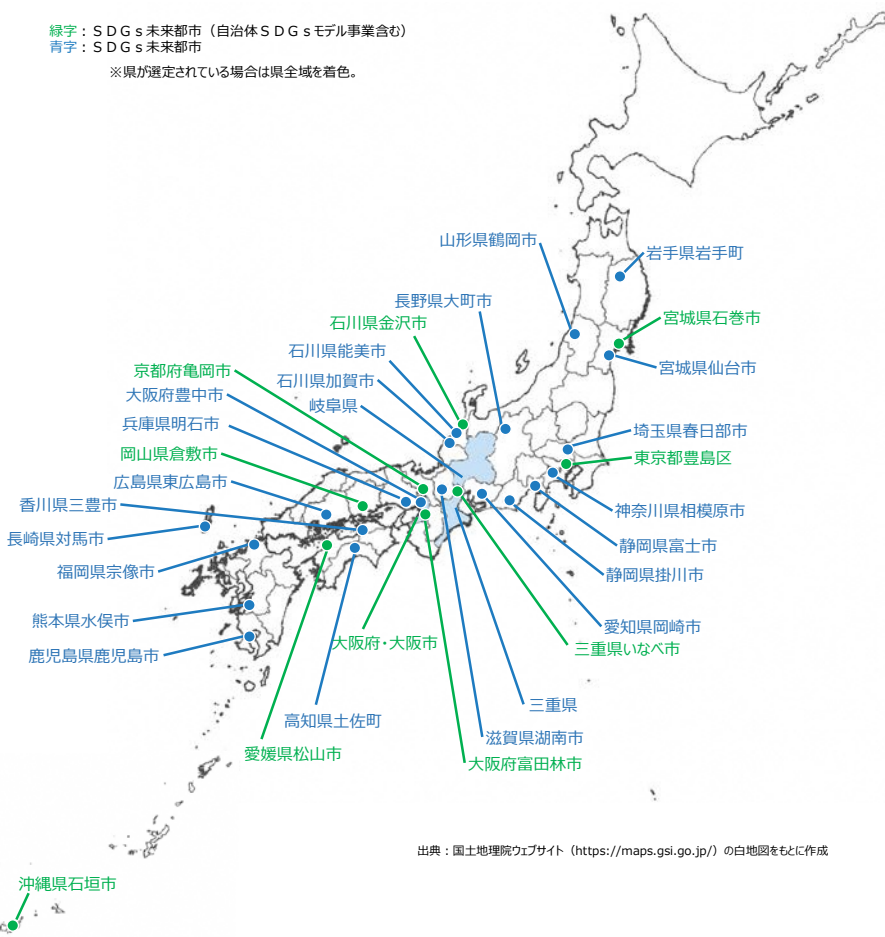 緑字：ＳＤＧｓ未来都市（自治体ＳＤＧｓモデル事業含む）
青字：ＳＤＧｓ未来都市
※県が選定されている場合は県全域を着色。
山形県鶴岡市
岩手県岩手町
長野県大町市
石川県金沢市
宮城県石巻市
石川県能美市
宮城県仙台市
京都府亀岡市
石川県加賀市
大阪府豊中市
岐阜県
兵庫県明石市
埼玉県春日部市
岡山県倉敷市
東京都豊島区
広島県東広島市
香川県三豊市
神奈川県相模原市
長崎県対馬市
静岡県富士市
福岡県宗像市
静岡県掛川市
熊本県水俣市
愛知県岡崎市
大阪府・大阪市
三重県いなべ市
鹿児島県鹿児島市
三重県
高知県土佐町
滋賀県湖南市
愛媛県松山市
大阪府富田林市
出典：国土地理院ウェブサイト（https://maps.gsi.go.jp/）の白地図をもとに作成
沖縄県石垣市